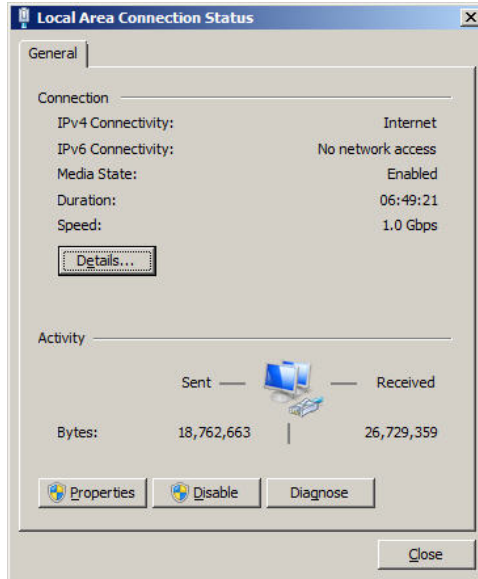 Local Area Connection Status
General
Connection
IPv4 Connectivity: Internet
IPv6 Connectivity: No network access
Media State: Enabled
Duration: 06:49:21
Speed: 1.0 Gbps
Details...
Activity
Sent Received
Bytes: 18,762,663 26,729,359
Properties Disable Diagnose
Close